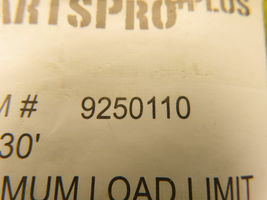 ARTSPRO PLUS
M # 9250110
30'
MUM LOAD LIMIT